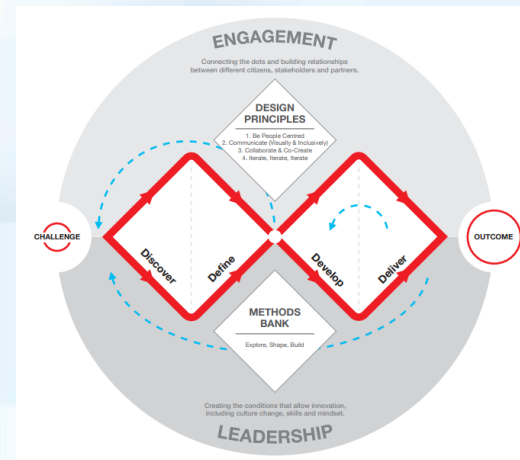 ENGAGEMENT
Connecting the dots and building relationships
between different citizens, stakeholders and partners.
DESIGN
PRINCIPLES
1. Be People Centred
2. Communicate (Visually & Inclusively)
3. Collaborate & Co-Create
4. Iterate, Iterate, Iterate
CHALLENGE
Discover
Define
Develop
Deliver
OUTCOME
METHODS
BANK
Explore, Shape, Build
Creating the conditions that allow innovation,
including culture change, skills and mindset.
LEADERSHIP